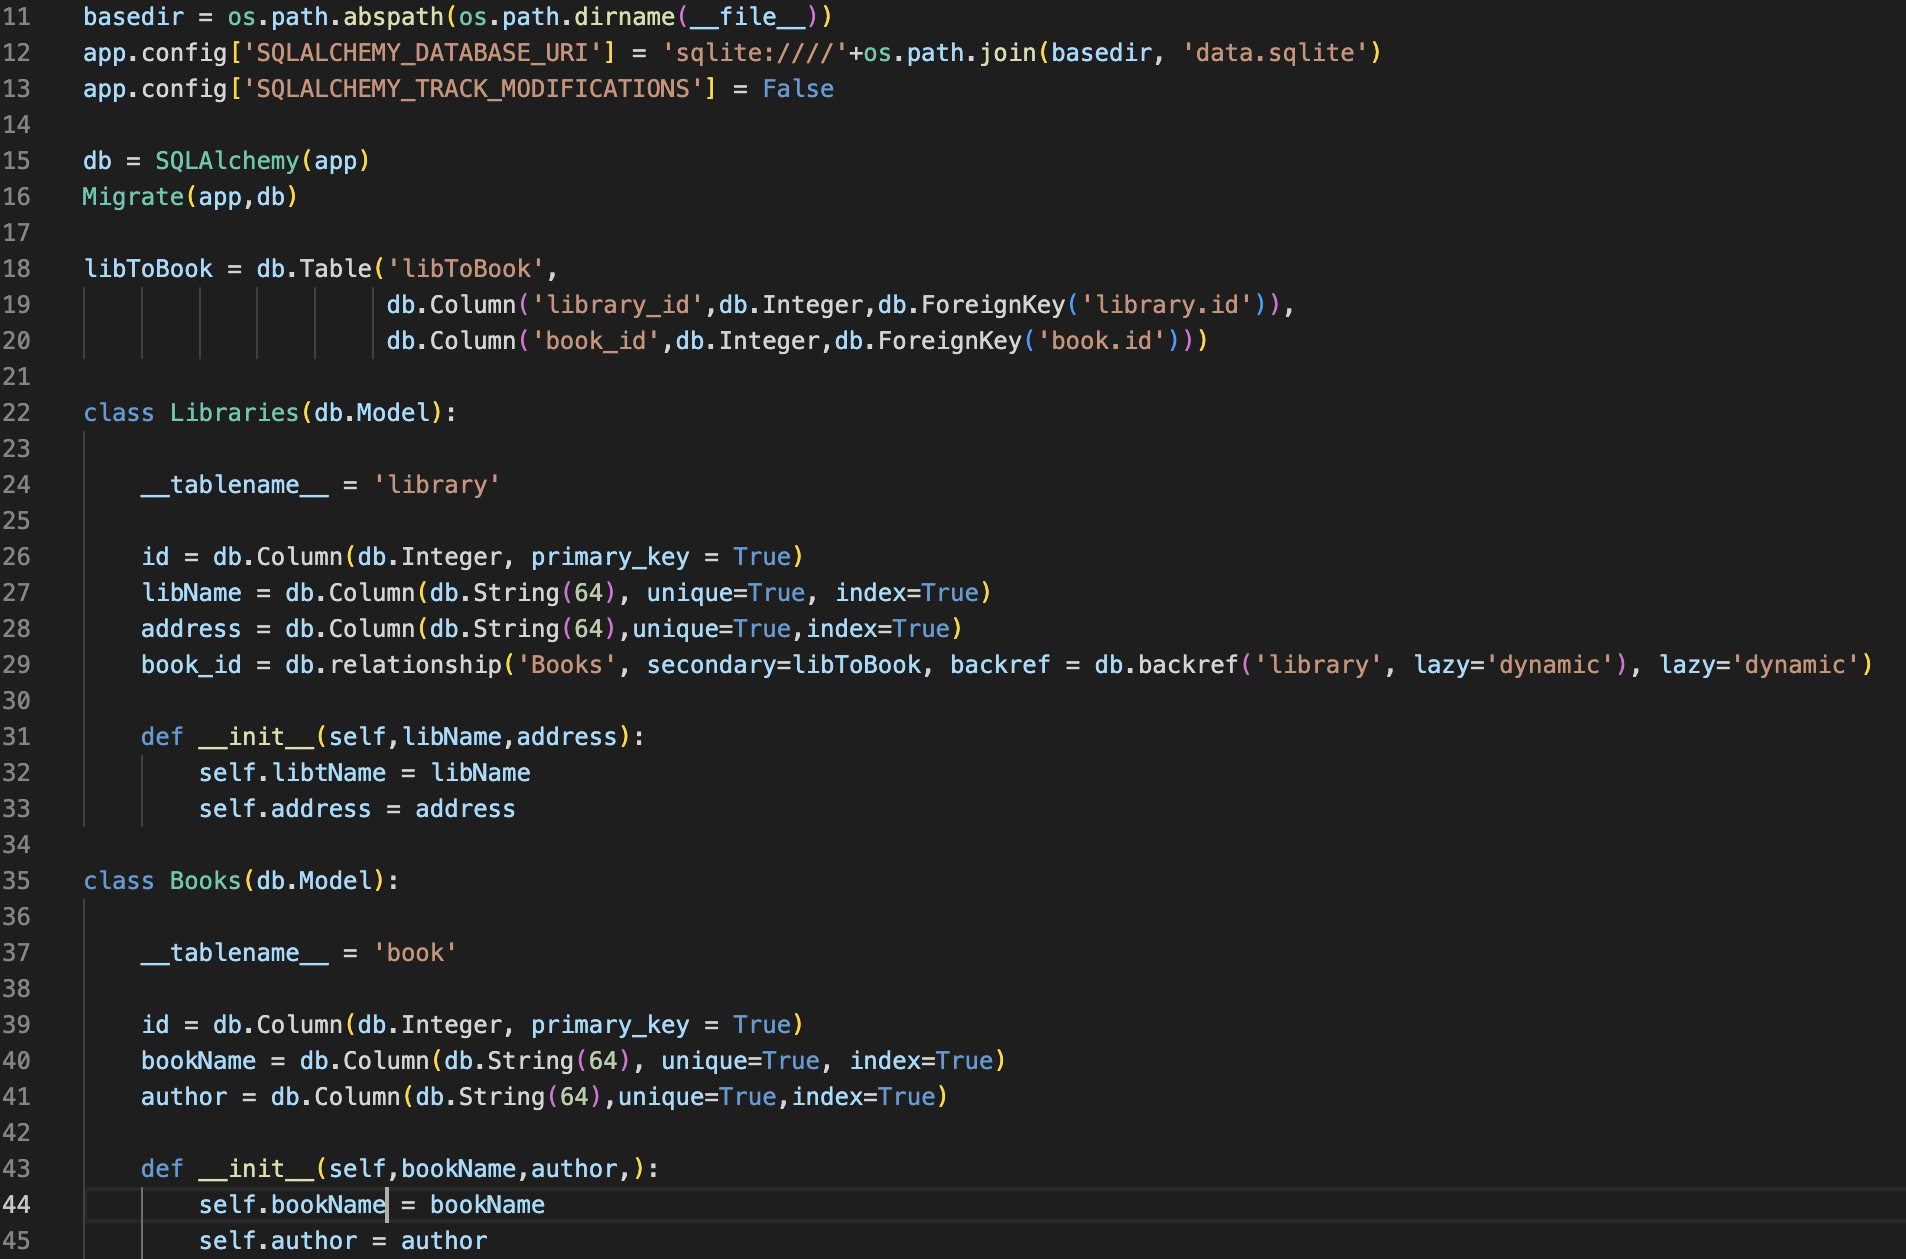 11 basedir = os.path.abspath(os.path.dirname(__file__))
12 app.config['SQLALCHEMY_DATABASE_URI'] = 'sqlite:////'+os.path.join(basedir, 'data.sqlite')
13 app.config['SQLALCHEMY_TRACK_MODIFICATIONS'] = False
14
15 db = SQLAlchemy(app)
16 Migrate(app,db)
17
18 libToBook = db.Table('libToBook',
19 db.Column('library_id',db.Integer,db.ForeignKey('library.id')),
20 db.Column('book_id',db.Integer,db.ForeignKey('book.id')))
21
22 class Libraries(db.Model):
23
24 __tablename__ = 'library'
25
26 id = db.Column(db.Integer, primary_key = True)
27 libName = db.Column(db.String(64), unique=True, index=True)
28 address = db.Column(db.String(64),unique=True,index=True)
29 book_id = db.relationship('Books', secondary=libToBook, backref = db.backref('library', lazy='dynamic'), lazy='dynamic')
30
31 def __init__(self,libName,address):
32 self.libtName = libName
33 self.address = address
34
35 class Books(db.Model):
36
37 __tablename__ = 'book'
38
39 id = db.Column(db.Integer, primary_key = True)
40 bookName = db.Column(db.String(64), unique=True, index=True)
41 author = db.Column(db.String(64),unique=True,index=True)
42
43 def __init__(self,bookName,author,):
44 self.bookName = bookName
45 self.author = author